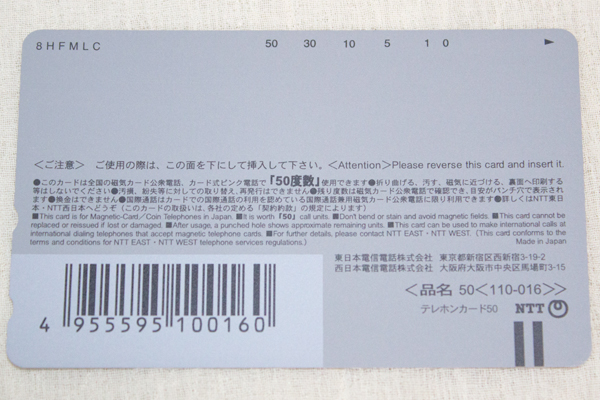 8HFMLC 50 30 10 5 1 0
<ご注意> ご使用の際は、この面を下にして挿入して下さい。<Attention>Please reverse this card and insert it.
●このカードは全国の磁気カード公衆電話、カード式ピンク電話で「50度数」使用できます●折り曲げる、汚す、磁気に近づける、裏面へ印刷する
等はしないでください●汚損、紛失等に対しての取り替え、再発行はできません●残り度数は磁気カード公衆電話で確認でき、目安がパンチ穴で表示されま
す●換金はできません●国際通話はカードでの国際通話の利用を認めている国際通話兼用磁気カード公衆電話に限り利用できます●詳しくはNTT東日
本・NTT西日本へどうぞ（このカードの取扱いは、各社の定める「契約約款」の規定によります）
■This card is for Magnetic-Card／Coin Telephones in Japan. ■It is worth「50」call units. ■Don't bend or stain and avoid magnetic fields. ■This card cannot be
replaced or reissued if lost or damaged. ■After usage, a punched hole shows approximate remaining units. ■This card can be used to make international calls at
international dialing telephones that accept magnetic telephone cards. ■For further details, please contact NTT EAST・NTT WEST. (This card conforms to the
terms and conditions for NTT EAST・NTT WEST telephone services regulations.)
Made in Japan
東日本電信電話株式会社 東京都新宿区西新宿3-19-2
西日本電信電話株式会社 大阪府大阪市中央区馬場町3-15
<品名 50<110-016>>
テレホンカード50 NTT
4 955595 100160